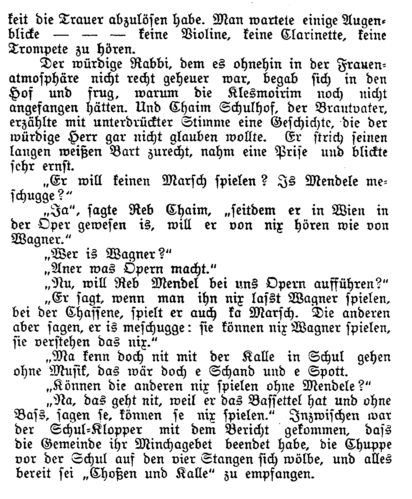 keit die Trauer abzulösen habe. Man wartete einige Augen-
blicke — — — keine Violine, keine Clarinette, keine
Trompete zu hören.
Der würdige Rabbi, dem es ohnehin in der Frauen-
atmosphäre nicht recht geheuer war, begab sich in den
Hof und frug, warum die Klesmoirim noch nicht
angefangen hätten. Und Chaim Schulhof, der Brautvater,
erzählte mit unterdrückter Stimme eine Geschichte, die der
würdige Herr gar nicht glauben wollte. Er strich seinen
langen weißen Bart zurecht, nahm eine Prise und blickte
sehr ernst.
„Er will keinen Marsch spielen? Is Mendele me-
schugge?“
„Ja“, sagte Reb Chaim, „seitdem er in Wien in
der Oper gewesen is, will er von nix hören wie von
Wagner.“
„Wer is Wagner?“
„Aner was Opern macht.“
„Nu, will Reb Mendel bei uns Opern aufführen?“
„Er sagt, wenn man ihn nix lasst Wagner spielen,
bei der Chassene, spielt er auch ka Marsch. Die anderen
aber sagen, er is meschugge: sie können nix Wagner spielen,
sie verstehen das nix.“
„Ma kenn doch nit mit der Kalle in Schul gehen
ohne Musik, das wär doch e Schand und e Spott.
„Können die anderen nix spielen ohne Mendele?“
„Na, das geht nit, weil er das Bassettel hat und ohne
Bass, sagen se, können se nix spielen.“ Inzwischen war
der Schul-Klopper mit dem Bericht gekommen, dass
die Gemeinde ihr Minchagebet beendet habe, die Chuppe
vor der Schul auf den vier Stangen sich wölbe, und alles
bereit sei „Choßen und Kalle“ zu empfangen.